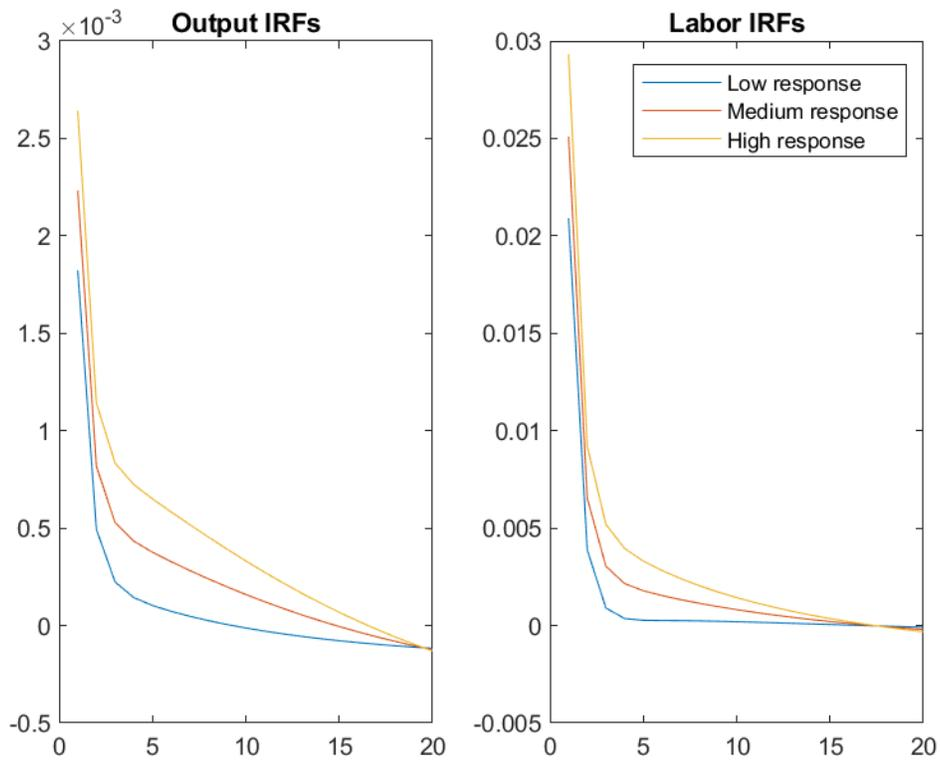 ×10⁻³
Output IRFs
3
2.5
2
1.5
1
0.5
0
-0.5
0 5 10 15 20
Labor IRFs
0.03
0.025
0.02
0.015
0.01
0.005
0
-0.005
0 5 10 15 20
Low response
Medium response
High response